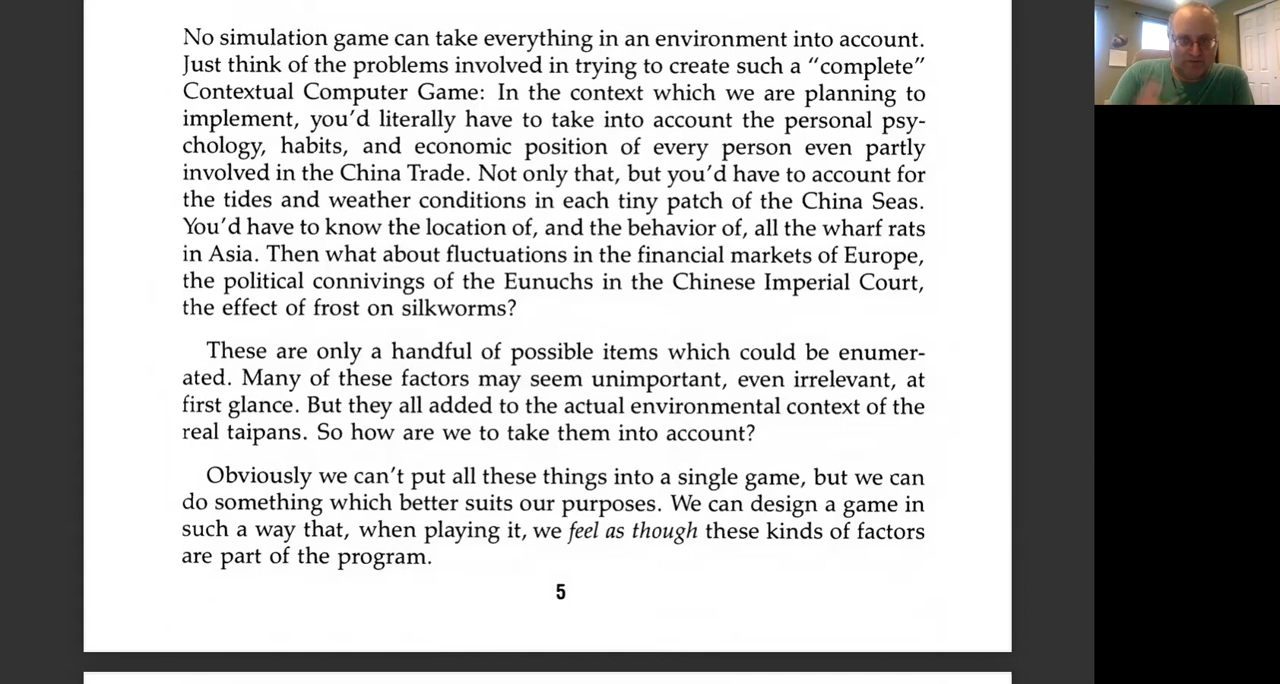 No simulation game can take everything in an environment into account.
Just think of the problems involved in trying to create such a “complete”
Contextual Computer Game: In the context which we are planning to
implement, you’d literally have to take into account the personal psy-
chology, habits, and economic position of every person even partly
involved in the China Trade. Not only that, but you’d have to account for
the tides and weather conditions in each tiny patch of the China Seas.
You’d have to know the location of, and the behavior of, all the wharf rats
in Asia. Then what about fluctuations in the financial markets of Europe,
the political connivings of the Eunuchs in the Chinese Imperial Court,
the effect of frost on silkworms?
These are only a handful of possible items which could be enumer-
ated. Many of these factors may seem unimportant, even irrelevant, at
first glance. But they all added to the actual environmental context of the
real taipans. So how are we to take them into account?
Obviously we can’t put all these things into a single game, but we can
do something which better suits our purposes. We can design a game in
such a way that, when playing it, we feel as though these kinds of factors
are part of the program.
5